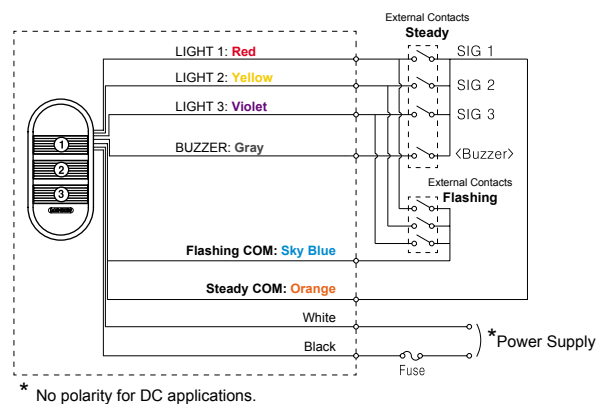 External Contacts
Steady
LIGHT 1: Red
SIG 1
LIGHT 2: Yellow
SIG 2
LIGHT 3: Violet
SIG 3
BUZZER: Gray
<Buzzer>
1
2
3
External Contacts
Flashing
Flashing COM: Sky Blue
Steady COM: Orange
White
* Power Supply
Black
Fuse
* No polarity for DC applications.